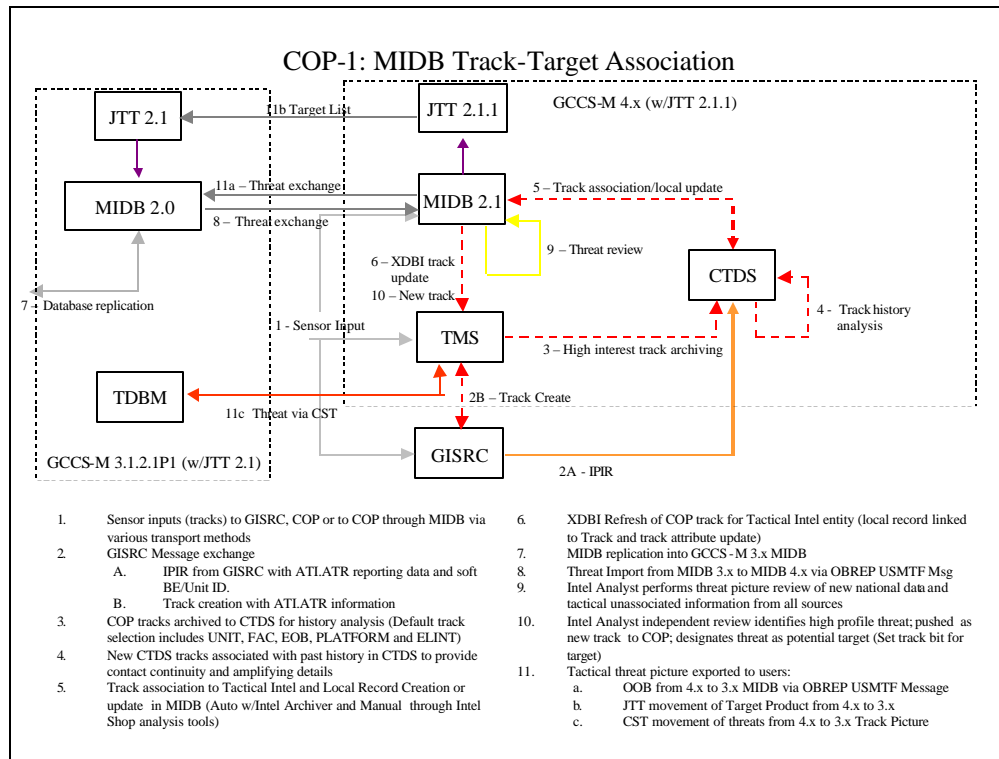 COP-1: MIDB Track-Target Association
GCCS-M 4.x (w/JTT 2.1.1)
JTT 2.1
11b Target List
JTT 2.1.1
11a – Threat exchange
5 – Track association/local update
MIDB 2.0
MIDB 2.1
8 – Threat exchange
9 – Threat review
6 – XDBI track
update
CTDS
10 – New track
7 - Database replication
4 - Track history
analysis
1 - Sensor Input
TMS
3 – High interest track archiving
TDBM
2B – Track Create
11c Threat via CST
GCCS-M 3.1.2.1P1 (w/JTT 2.1)
GISRC
2A - IPIR
1. Sensor inputs (tracks) to GISRC, COP or to COP through MIDB via
various transport methods
2. GISRC Message exchange
A. IPIR from GISRC with ATI.ATR reporting data and soft
BE/Unit ID.
B. Track creation with ATI.ATR information
3. COP tracks archived to CTDS for history analysis (Default track
selection includes UNIT, FAC, EOB, PLATFORM and ELINT)
4. New CTDS tracks associated with past history in CTDS to provide
contact continuity and amplifying details
5. Track association to Tactical Intel and Local Record Creation or
update in MIDB (Auto w/Intel Archiver and Manual through Intel
Shop analysis tools)
6. XDBI Refresh of COP track for Tactical Intel entity (local record linked
to Track and track attribute update)
7. MIDB replication into GCCS - M 3.x MIDB
8. Threat Import from MIDB 3.x to MIDB 4.x via OBREP USMTF Msg
9. Intel Analyst performs threat picture review of new national data and
tactical unassociated information from all sources
10. Intel Analyst independent review identifies high profile threat; pushed as
new track to COP; designates threat as potential target (Set track bit for
target)
11. Tactical threat picture exported to users:
a. OOB from 4.x to 3.x MIDB via OBREP USMTF Message
b. JTT movement of Target Product from 4.x to 3.x
c. CST movement of threats from 4.x to 3.x Track Picture